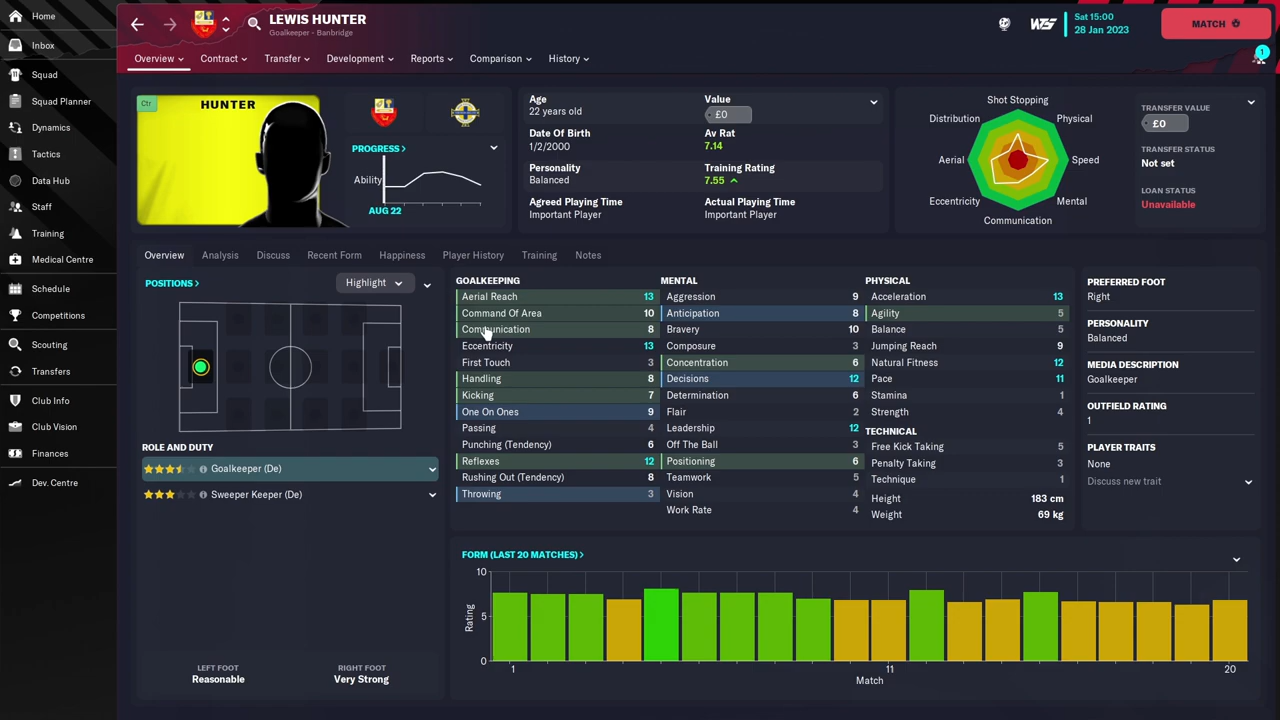 Home
Inbox
Squad
Squad Planner
Dynamics
Tactics
Data Hub
Staff
Training
Medical Centre
Schedule
Competitions
Scouting
Transfers
Club Info
Club Vision
Finances
Dev. Centre
LEWIS HUNTER
Goalkeeper - Banbridge
Sat 15:00
28 Jan 2023
MATCH
1
Overview
Contract
Transfer
Development
Reports
Comparison
History
Ctr
HUNTER
PROGRESS >
Ability
AUG 22
Age
22 years old
Value
£0
Date Of Birth
1/2/2000
Av Rat
7.14
Personality
Balanced
Training Rating
7.55
Agreed Playing Time
Important Player
Actual Playing Time
Important Player
Shot Stopping
Physical
Speed
Mental
Communication
Eccentricity
Aerial
Distribution
TRANSFER VALUE
£0
TRANSFER STATUS
Not set
LOAN STATUS
Unavailable
Overview
Analysis
Discuss
Recent Form
Happiness
Player History
Training
Notes
POSITIONS >
Highlight
ROLE AND DUTY
Goalkeeper (De)
Sweeper Keeper (De)
LEFT FOOT
Reasonable
RIGHT FOOT
Very Strong
GOALKEEPING
Aerial Reach 13
Command Of Area 10
Communication 8
Eccentricity 13
First Touch 3
Handling 8
Kicking 7
One On Ones 9
Passing 4
Punching (Tendency) 6
Reflexes 12
Rushing Out (Tendency) 8
Throwing 3
MENTAL
Aggression 9
Anticipation 8
Bravery 10
Composure 3
Concentration 6
Decisions 12
Determination 6
Flair 2
Leadership 12
Off The Ball 3
Positioning 6
Teamwork 5
Vision 4
Work Rate 4
PHYSICAL
Acceleration 13
Agility 5
Balance 5
Jumping Reach 9
Natural Fitness 12
Pace 11
Stamina 1
Strength 4
TECHNICAL
Free Kick Taking 5
Penalty Taking 3
Technique 1
Height 183 cm
Weight 69 kg
PREFERRED FOOT
Right
PERSONALITY
Balanced
MEDIA DESCRIPTION
Goalkeeper
OUTFIELD RATING
1
PLAYER TRAITS
None
Discuss new trait
FORM (LAST 20 MATCHES) >
Rating
10
5
0
1
11
20
Match